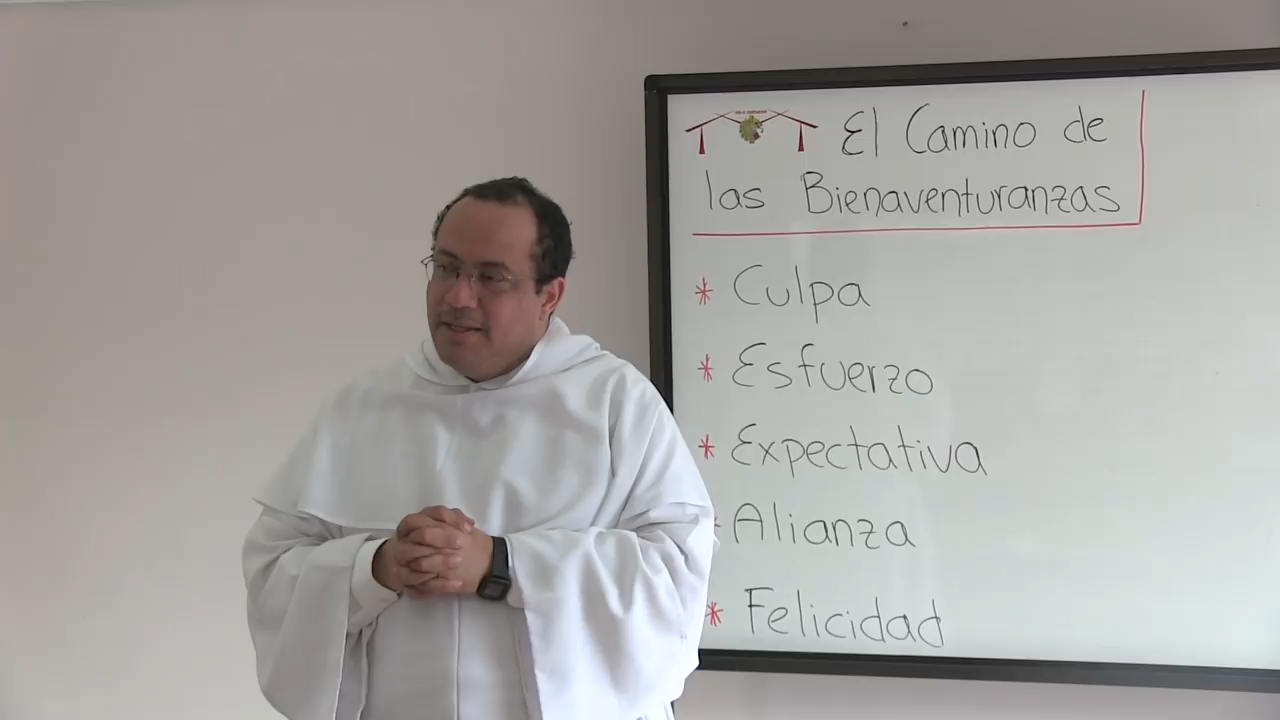 El Camino de
las Bienaventuranzas
* Culpa
* Esfuerzo
* Expectativa
* Alianza
* Felicidad